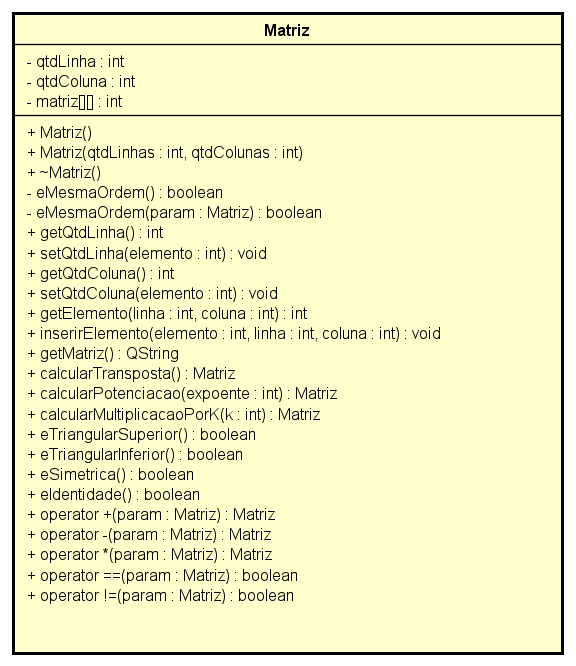 Matriz
- qtdLinha : int
- qtdColuna : int
- matriz[][] : int
+ Matriz()
+ Matriz(qtdLinhas : int, qtdColunas : int)
+ ~Matriz()
- eMesmaOrdem() : boolean
- eMesmaOrdem(param : Matriz) : boolean
+ getQtdLinha() : int
+ setQtdLinha(elemento : int) : void
+ getQtdColuna() : int
+ setQtdColuna(elemento : int) : void
+ getElemento(linha : int, coluna : int) : int
+ inserirElemento(elemento : int, linha : int, coluna : int) : void
+ getMatriz() : QString
+ calcularTransposta() : Matriz
+ calcularPotenciacao(expoente : int) : Matriz
+ calcularMultiplicacaoPorK(k : int) : Matriz
+ eTriangularSuperior() : boolean
+ eTriangularInferior() : boolean
+ eSimetrica() : boolean
+ eIdentidade() : boolean
+ operator +(param : Matriz) : Matriz
+ operator -(param : Matriz) : Matriz
+ operator *(param : Matriz) : Matriz
+ operator ==(param : Matriz) : boolean
+ operator !=(param : Matriz) : boolean